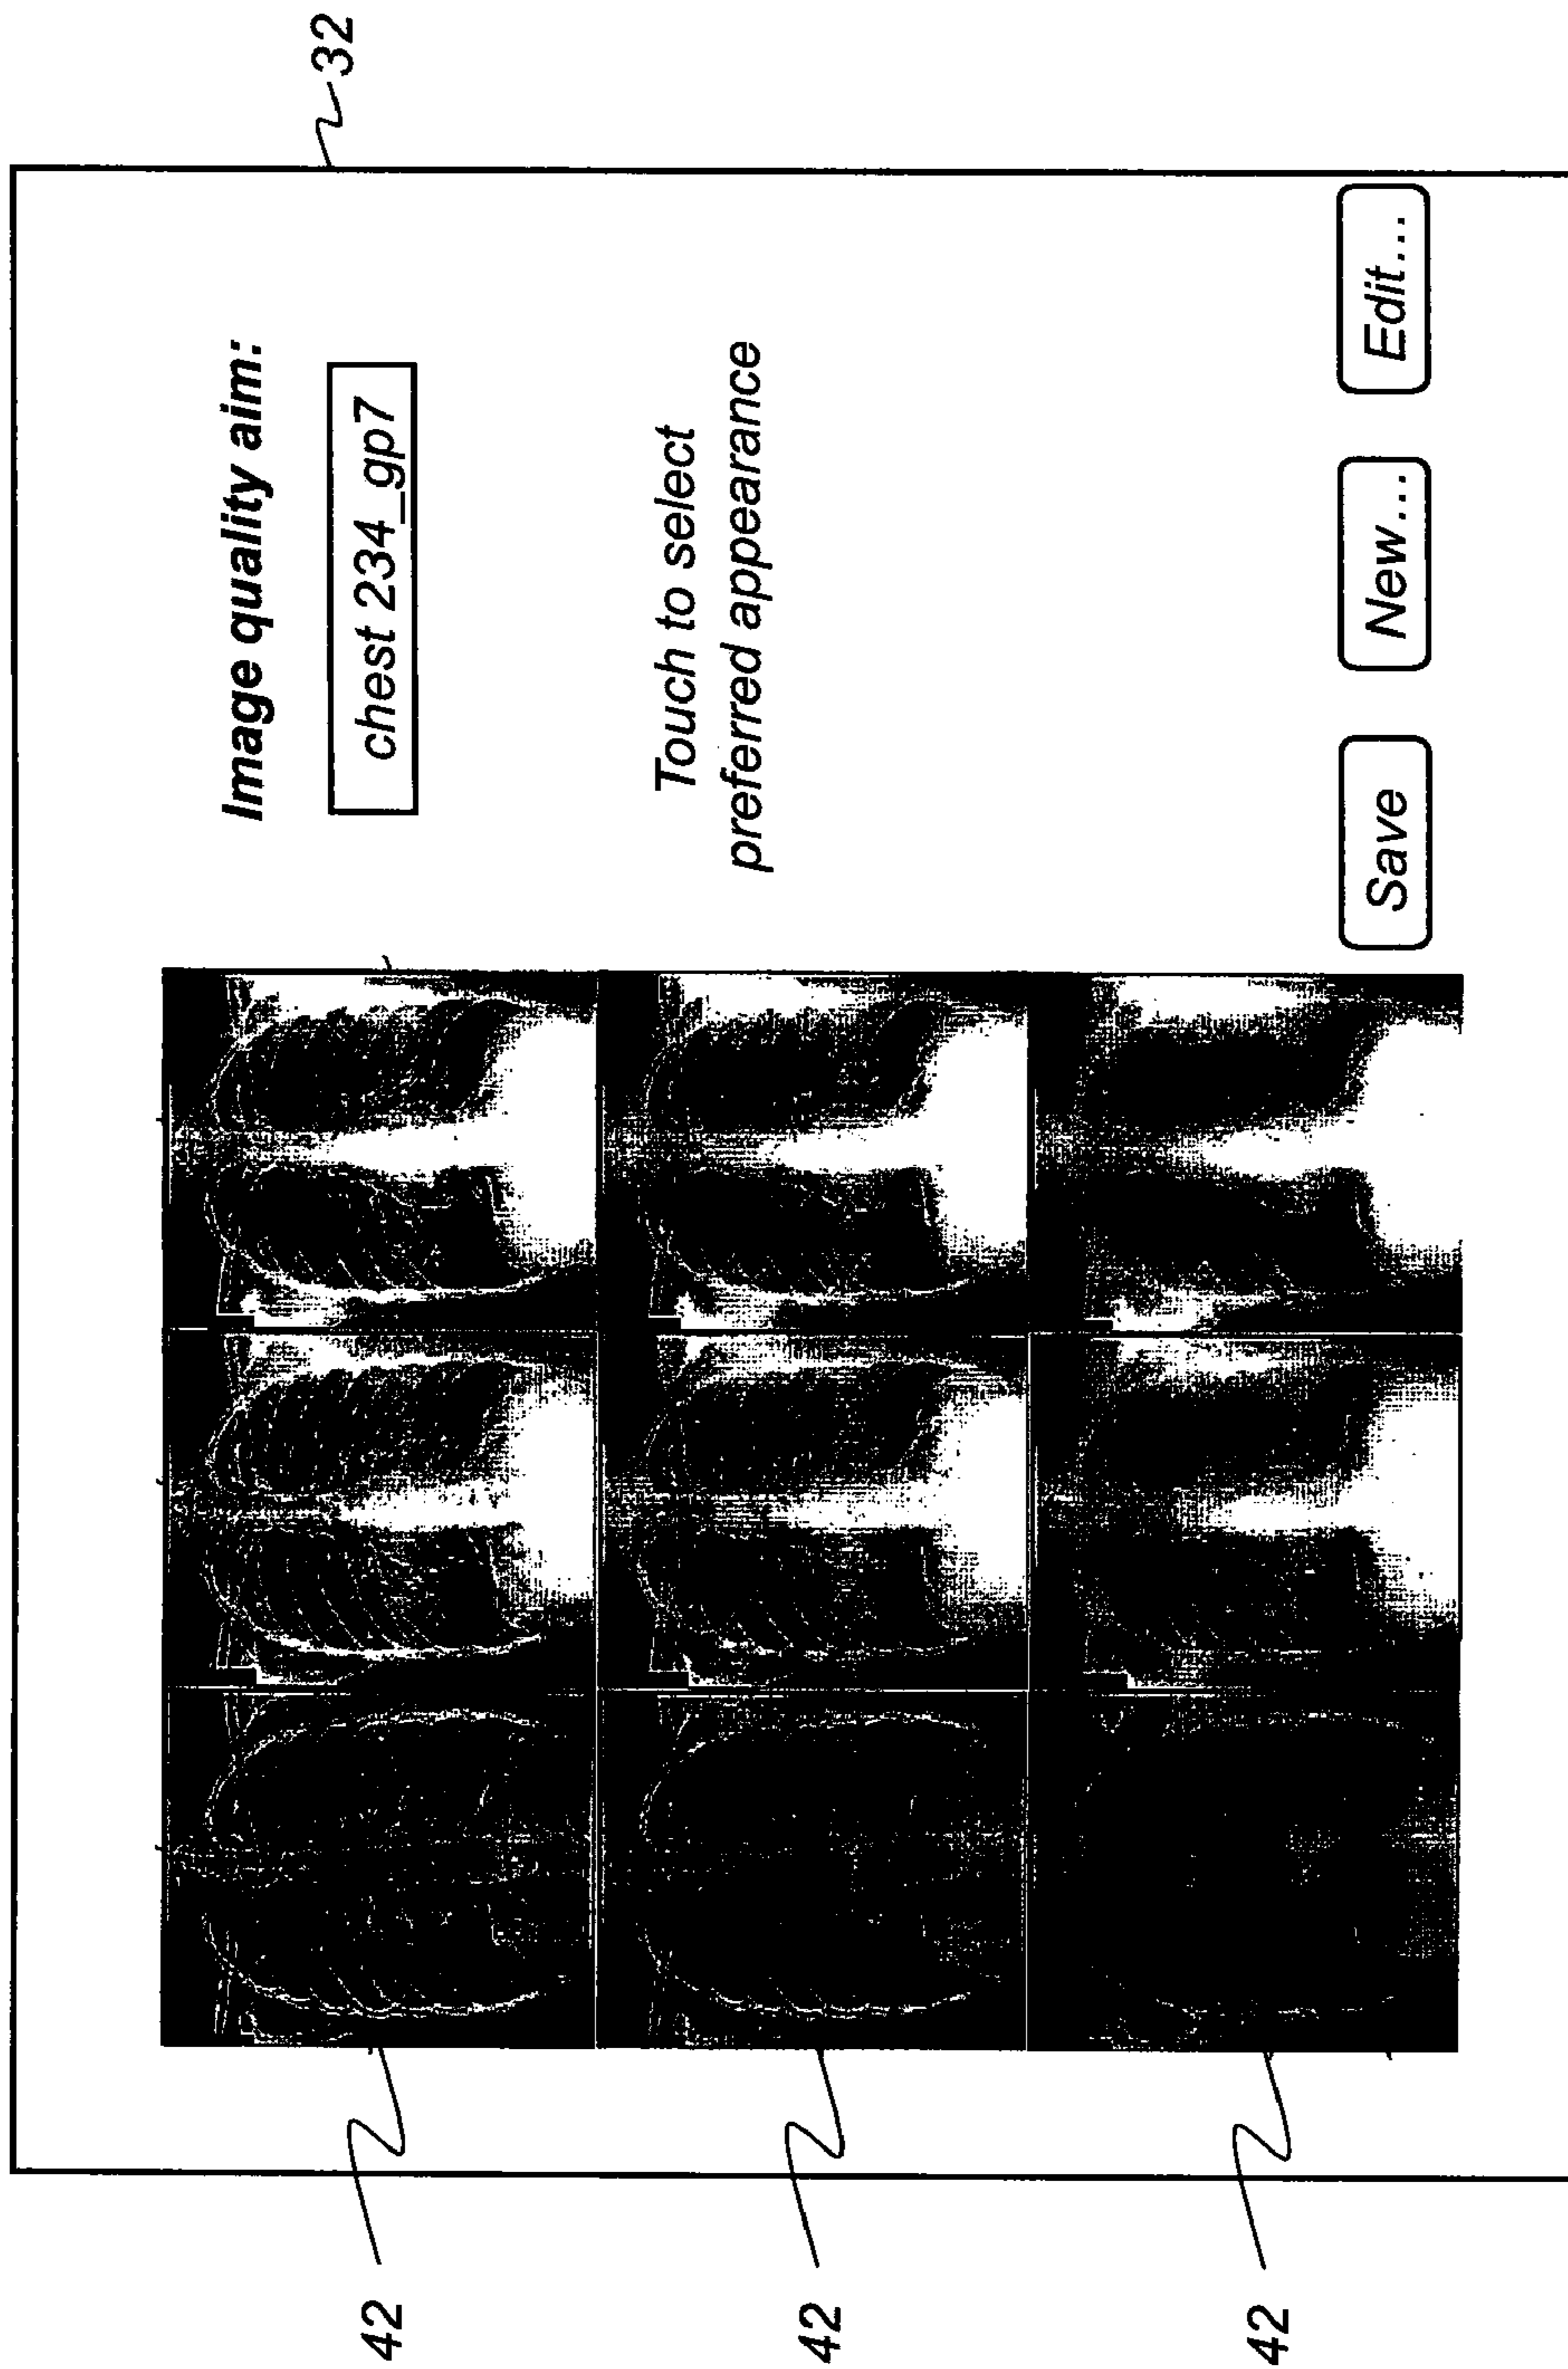 32
Image quality aim:
chest 234_gp7
Touch to select
preferred appearance
Save
New...
Edit...
42
42
42